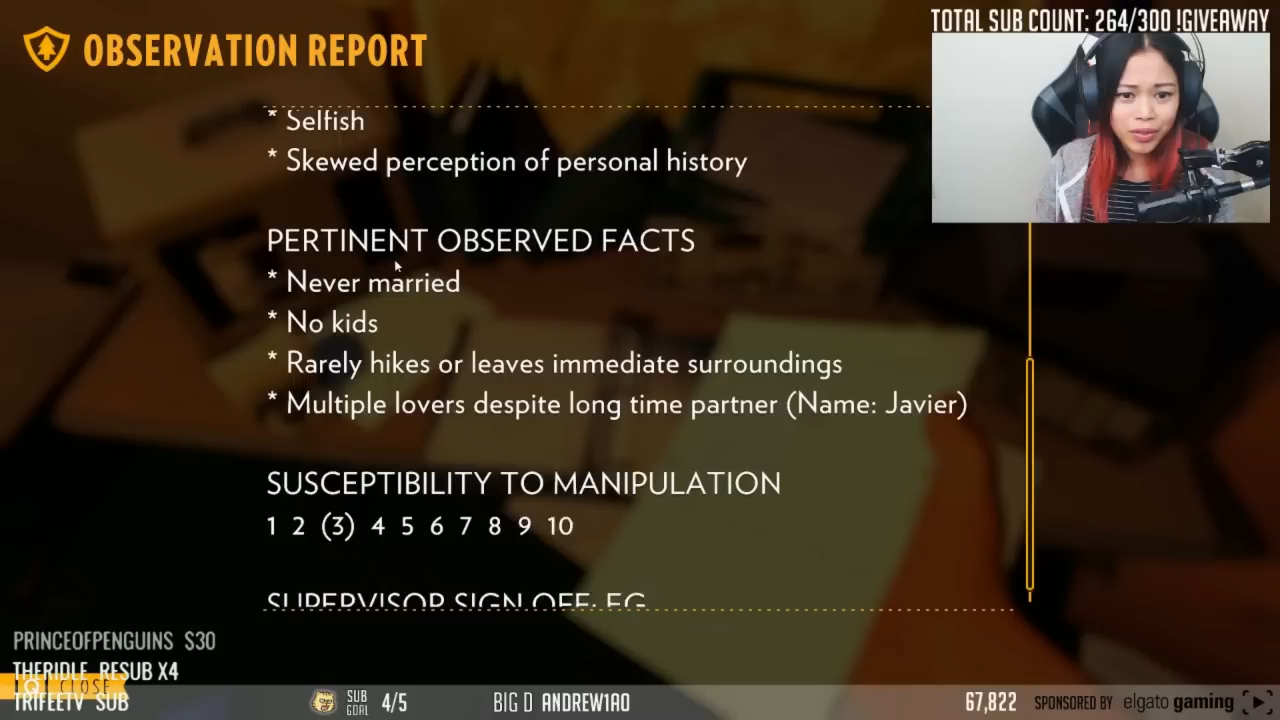 OBSERVATION REPORT
TOTAL SUB COUNT: 264/300 !GIVEAWAY
* Selfish
* Skewed perception of personal history
PERTINENT OBSERVED FACTS
* Never married
* No kids
* Rarely hikes or leaves immediate surroundings
* Multiple lovers despite long time partner (Name: Javier)
SUSCEPTIBILITY TO MANIPULATION
1 2 (3) 4 5 6 7 8 9 10
SUPERVISOR SIGN OFF: EG
PRINCEOFPENGUINS $30
THERIDLE RESUB X4
Q CLOSE
TRIFEETV SUB
SUB GOAL 4/5
BIG D ANDREW1AO
67,822
SPONSORED BY elgato gaming